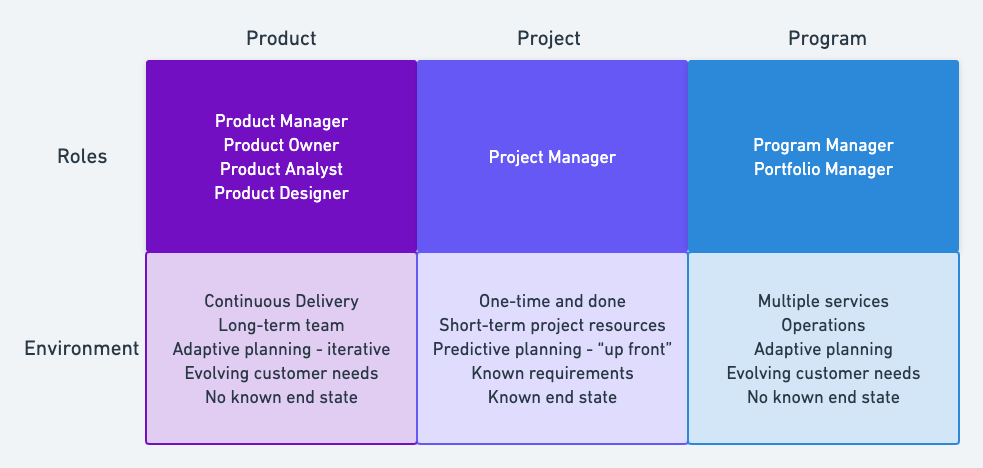 Product
Project
Program
Roles
Product Manager
Product Owner
Product Analyst
Product Designer
Project Manager
Program Manager
Portfolio Manager
Environment
Continuous Delivery
Long-term team
Adaptive planning - iterative
Evolving customer needs
No known end state
One-time and done
Short-term project resources
Predictive planning - “up front”
Known requirements
Known end state
Multiple services
Operations
Adaptive planning
Evolving customer needs
No known end state